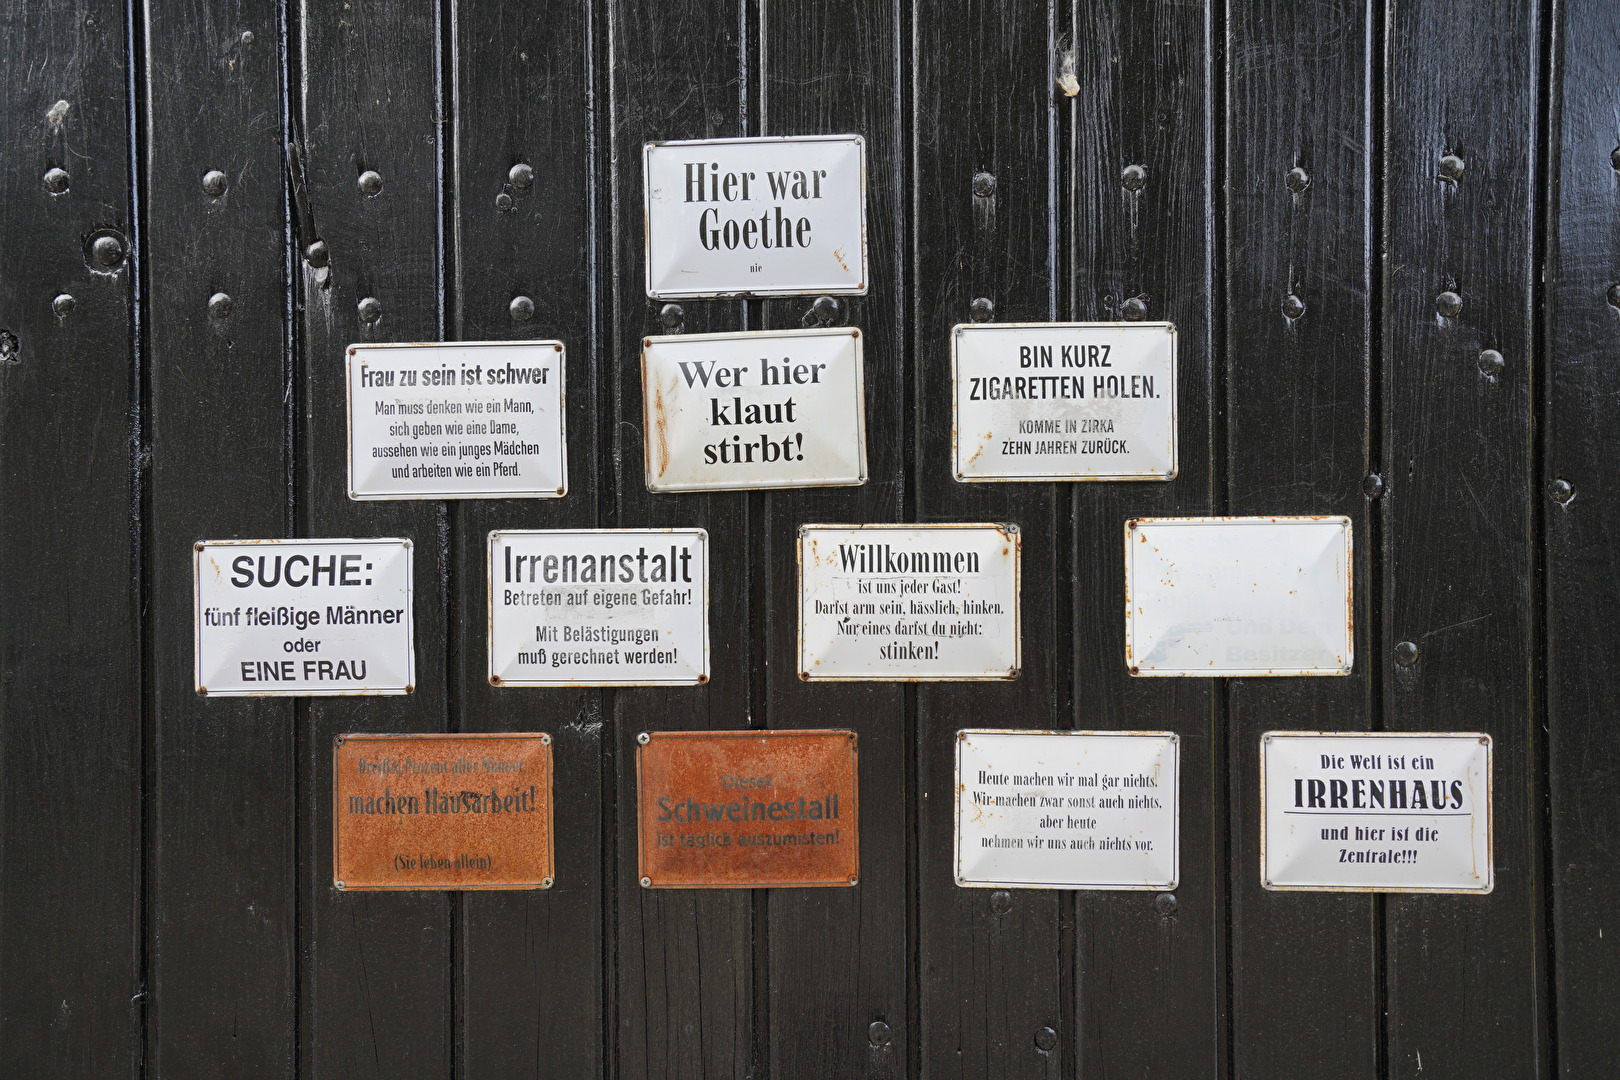 Hier war
Goethe
nie
Frau zu sein ist schwer
Man muss denken wie ein Mann,
sich geben wie eine Dame,
aussehen wie ein junges Mädchen
und arbeiten wie ein Pferd.
Wer hier
klaut
stirbt!
BIN KURZ
ZIGARETTEN HOLEN.
KOMME IN ZIRKA
ZEHN JAHREN ZURÜCK.
SUCHE:
fünf fleißige Männer
oder
EINE FRAU
Irrenanstalt
Betreten auf eigene Gefahr!
Mit Belästigungen
muß gerechnet werden!
Willkommen
ist uns jeder Gast!
Darfst arm sein, hässlich, hinken.
Nur eines darfst du nicht:
stinken!
Besitzer
Dreißig Prozent aller Männer
machen Hausarbeit!
(Sie leben allein)
Dieser
Schweinestall
ist täglich auszumisten!
Heute machen wir mal gar nichts.
Wir machen zwar sonst auch nichts,
aber heute
nehmen wir uns auch nichts vor.
Die Welt ist ein
IRRENHAUS
und hier ist die
Zentrale!!!